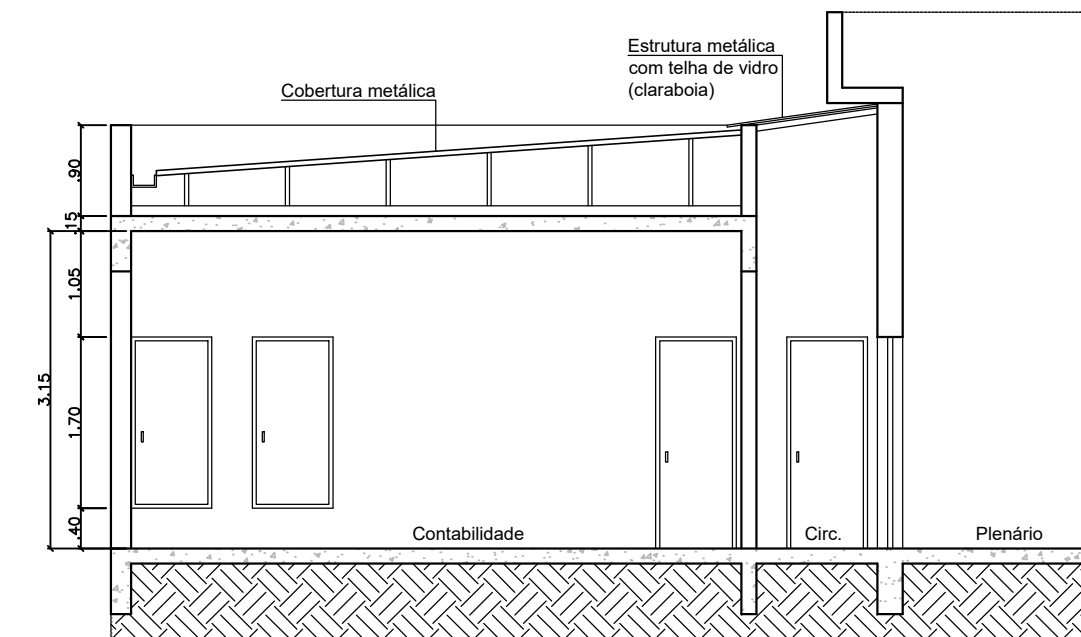 Estrutura metálica
com telha de vidro
(claraboia)
Cobertura metálica
.90
.15
1.05
3.15
1.70
.40
Contabilidade
Circ.
Plenário